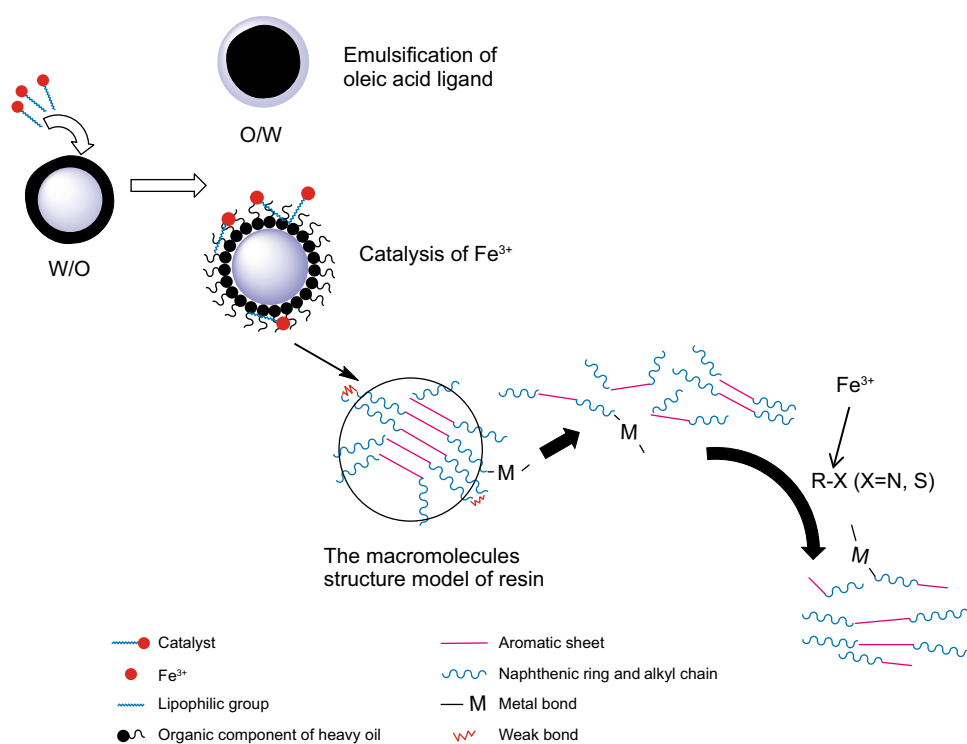 Emulsification of
oleic acid ligand
O/W
W/O
Catalysis of Fe³⁺
Fe³⁺
M
R-X (X=N, S)
M
M
The macromolecules
structure model of resin
Catalyst
Aromatic sheet
Fe³⁺
Naphthenic ring and alkyl chain
Lipophilic group
M Metal bond
Organic component of heavy oil
Weak bond